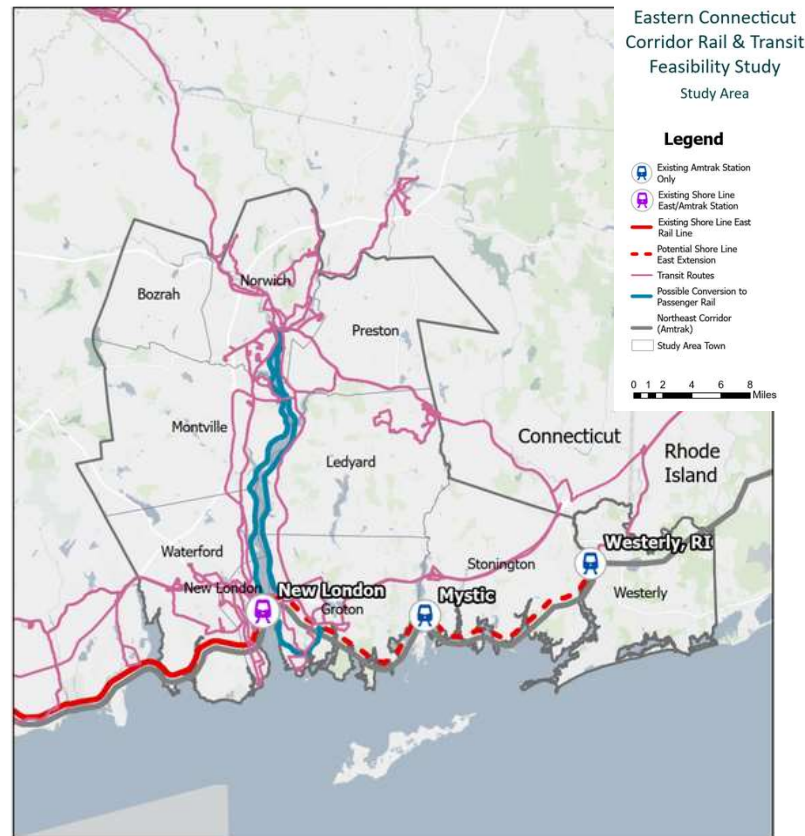 Eastern Connecticut
Corridor Rail & Transit
Feasibility Study
Study Area
Legend
Existing Amtrak Station
Only
Existing Shore Line
East/Amtrak Station
Existing Shore Line East
Rail Line
Potential Shore Line
East Extension
Transit Routes
Possible Conversion to
Passenger Rail
Northeast Corridor
(Amtrak)
Study Area Town
0 1 2 4 6 8
Miles
Norwich
Bozrah
Preston
Montville
Ledyard
Connecticut
Rhode
Island
Waterford
New London
New London
Groton
Mystic
Stonington
Westerly, RI
Westerly